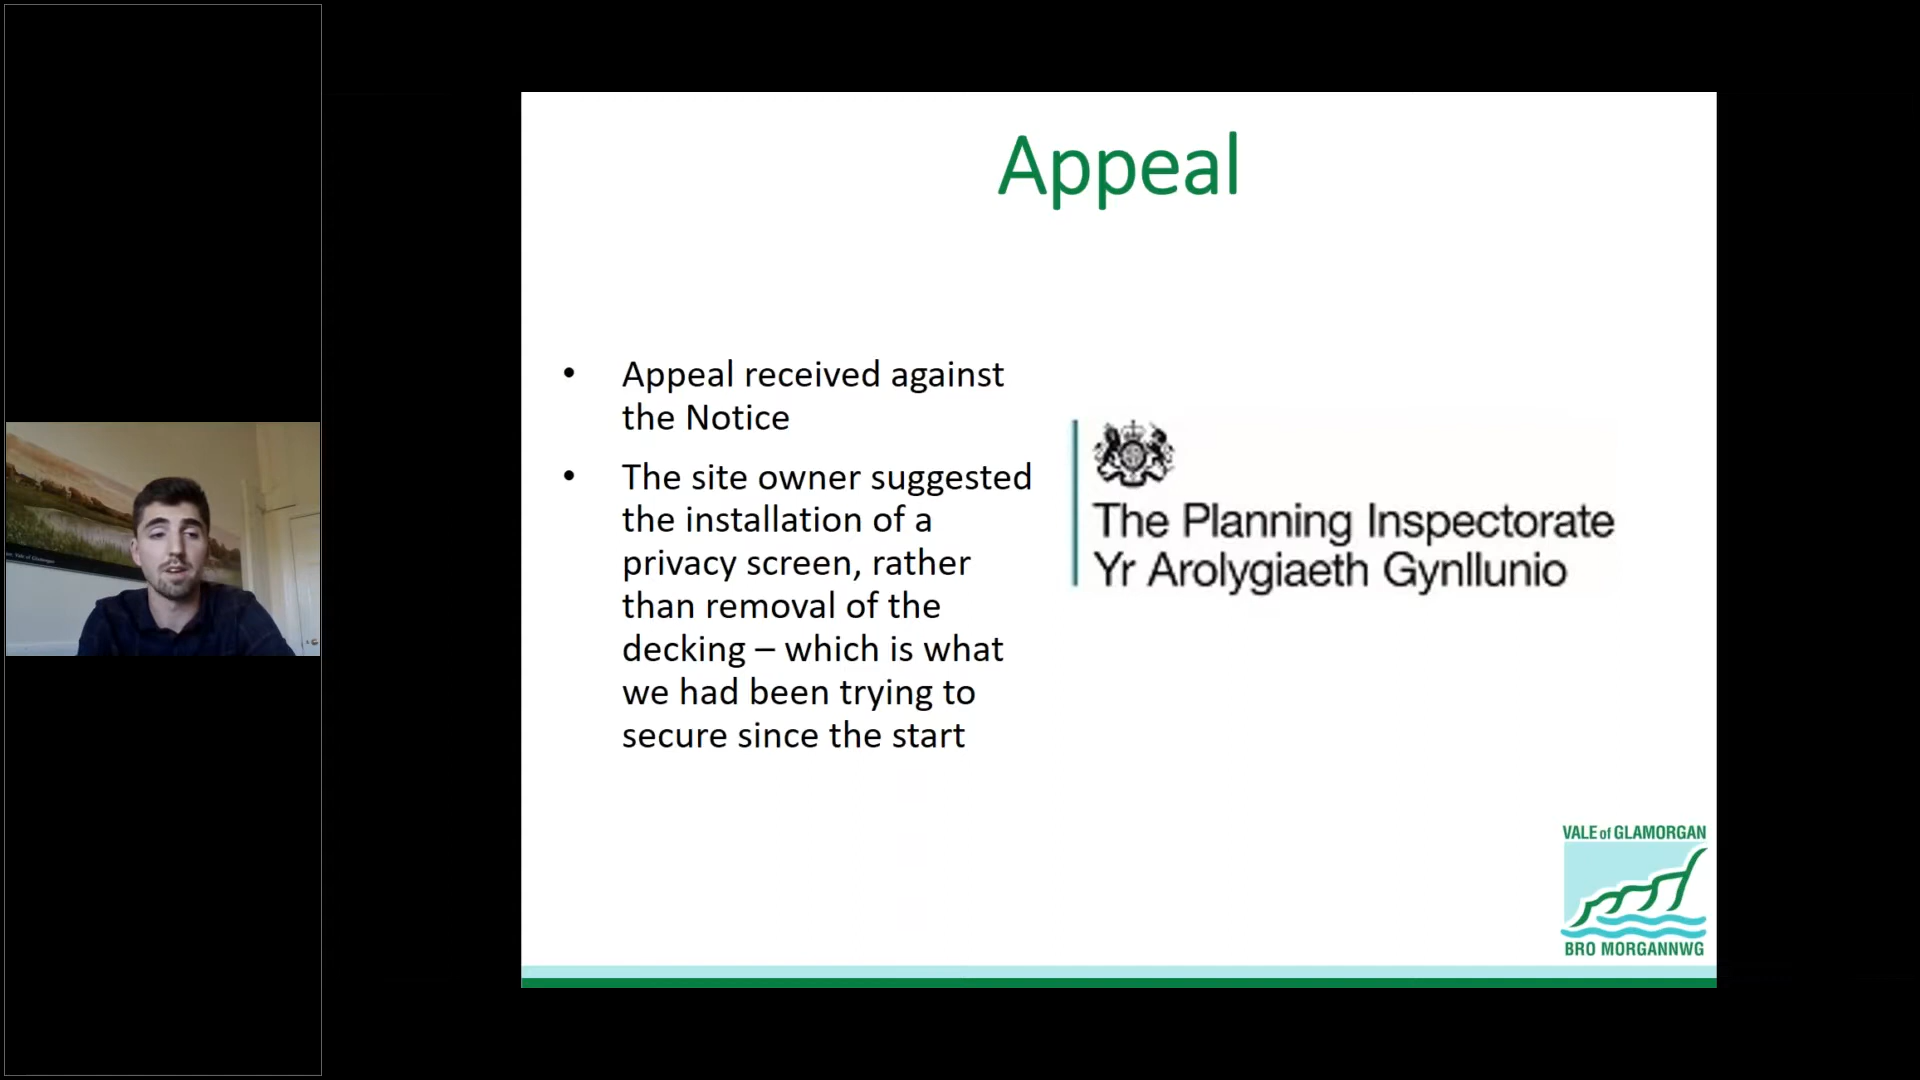 Appeal
• Appeal received against
the Notice
• The site owner suggested
the installation of a
privacy screen, rather
than removal of the
decking – which is what
we had been trying to
secure since the start
The Planning Inspectorate
Yr Arolygiaeth Gynllunio
VALE of GLAMORGAN
BRO MORGANNWG